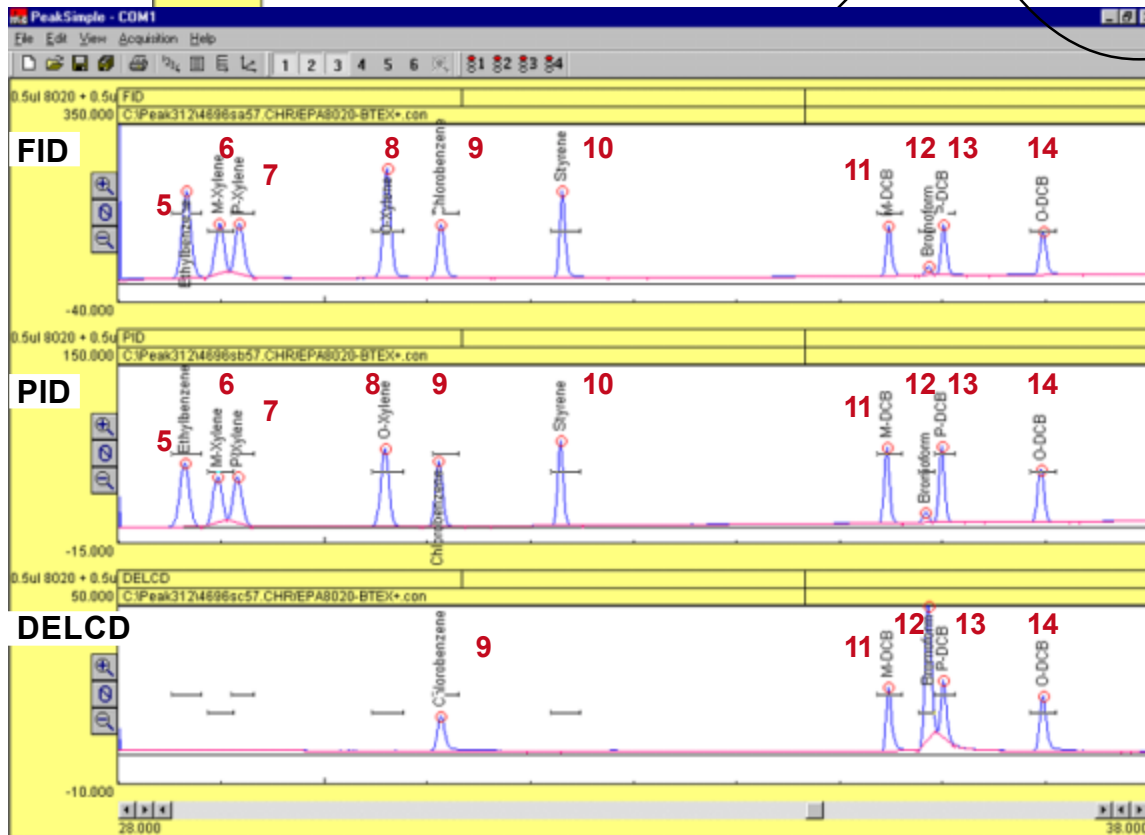 PeakSimple - COM1
File Edit View Acquisition Help
1 2 3 4 5 6 1 2 3 4
0.5ul 8020 + 0.5u FID
350.000 C:\Peak312\4696sa57.CHR/EPA8020-BTEX+.con
FID
5 Ethylbenzene
6 M-Xylene
7 P-Xylene
8 O-Xylene
9 Chlorobenzene
10 Styrene
11 M-DCB
12 Bromoform
13 P-DCB
14 O-DCB
-40.000
0.5ul 8020 + 0.5u PID
150.000 C:\Peak312\4696sb57.CHR/EPA8020-BTEX+.con
PID
5 Ethylbenzene
6 M-Xylene
7 P-Xylene
8 O-Xylene
9 Chlorobenzene
10 Styrene
11 M-DCB
12 Bromoform
13 P-DCB
14 O-DCB
-15.000
0.5ul 8020 + 0.5u DELCD
50.000 C:\Peak312\4696sc57.CHR/EPA8020-BTEX+.con
DELCD
9 Chlorobenzene
11 M-DCB
12 Bromoform
13 P-DCB
14 O-DCB
-10.000
28.000 38.000